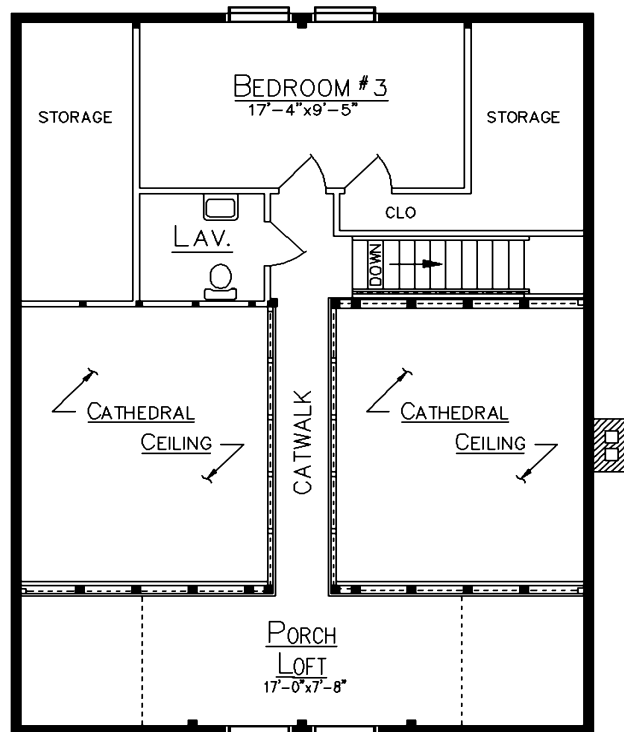 BEDROOM #3
17'-4"x9'-5"
STORAGE
STORAGE
CLO
LAV.
DOWN
CATHEDRAL
CEILING
CATWALK
CATHEDRAL
CEILING
PORCH
LOFT
17'-0"x7'-8"